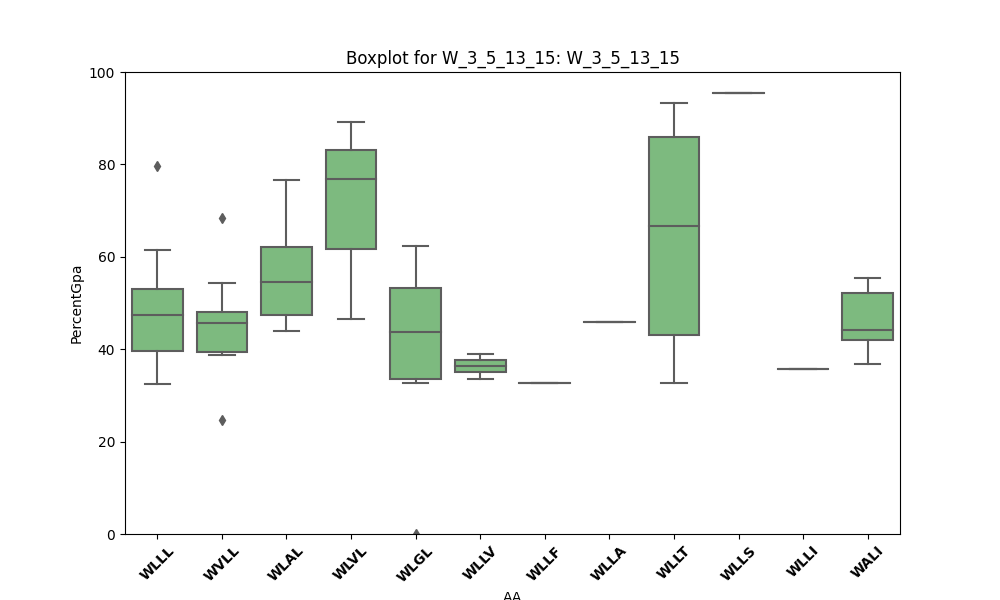 Boxplot for W_3_5_13_15: W_3_5_13_15
100
80
60
40
20
0
PercentGpa
WLLL
WVLL
WLAL
WLVL
WLGL
WLLV
WLLF
WLLA
WLLT
WLLS
WLLI
WALI
AA